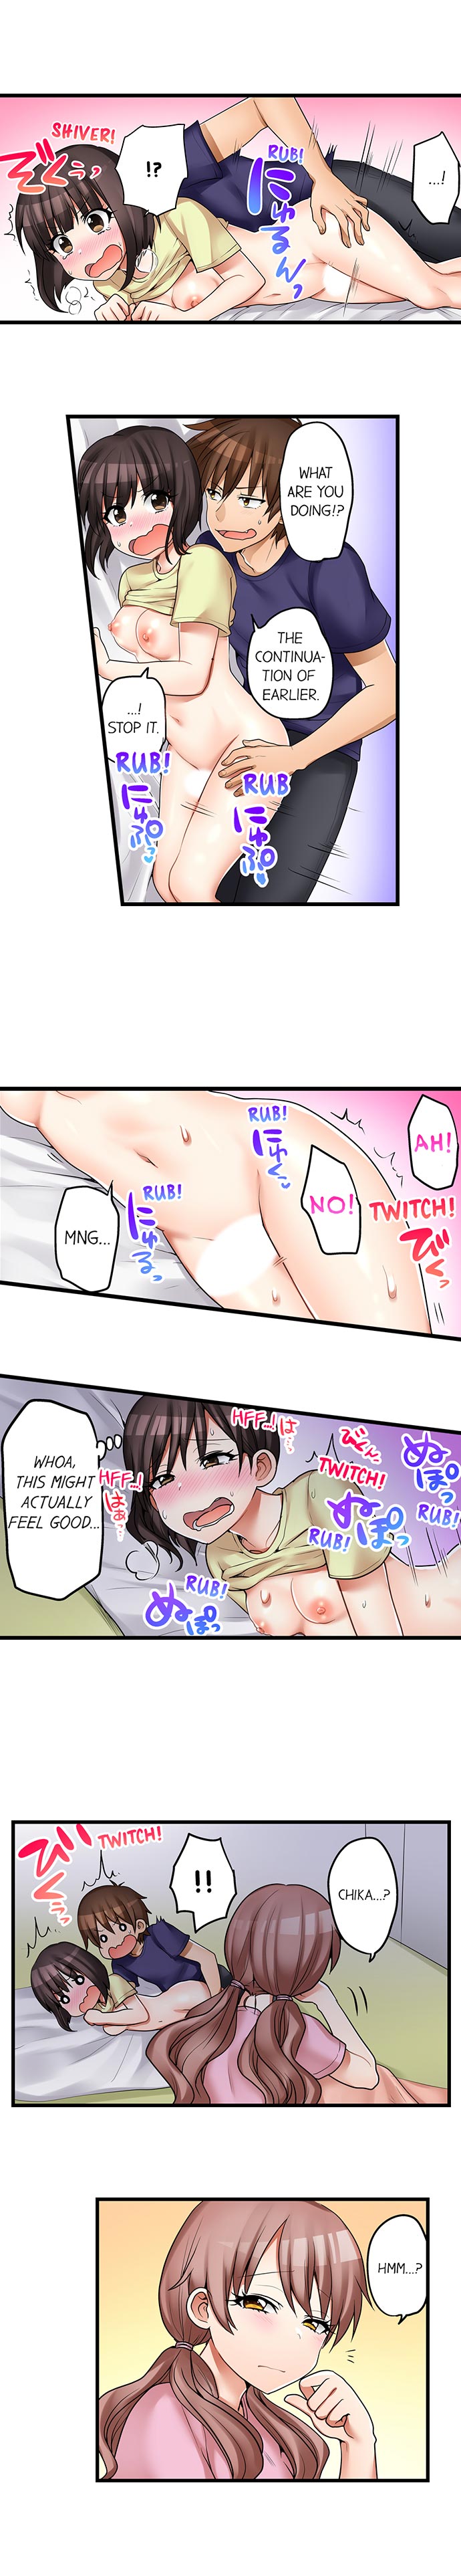 SHIVER!
ぞくっ
!?
RUB!
にゅるんっ
...!
WHAT
ARE YOU
DOING!?
THE
CONTINUA-
TION OF
EARLIER.
...!
STOP IT.
RUB!
にゅぷっ
RUB
にゅぷっ
AH!
RUB!
にゅくっ
NO!
TWITCH!
びくっ
RUB!
にゅるっ
MNG...
WHOA,
THIS MIGHT
ACTUALLY
FEEL GOOD...
HFF...!
は...
HFF...!
はぁっ
びくんっ
TWITCH!
ぬぽっ
RUB!
ぬぽっ
RUB!
RUB!
ぬぽっ
びくっ
TWITCH!
!!
CHIKA...?
HMM...?